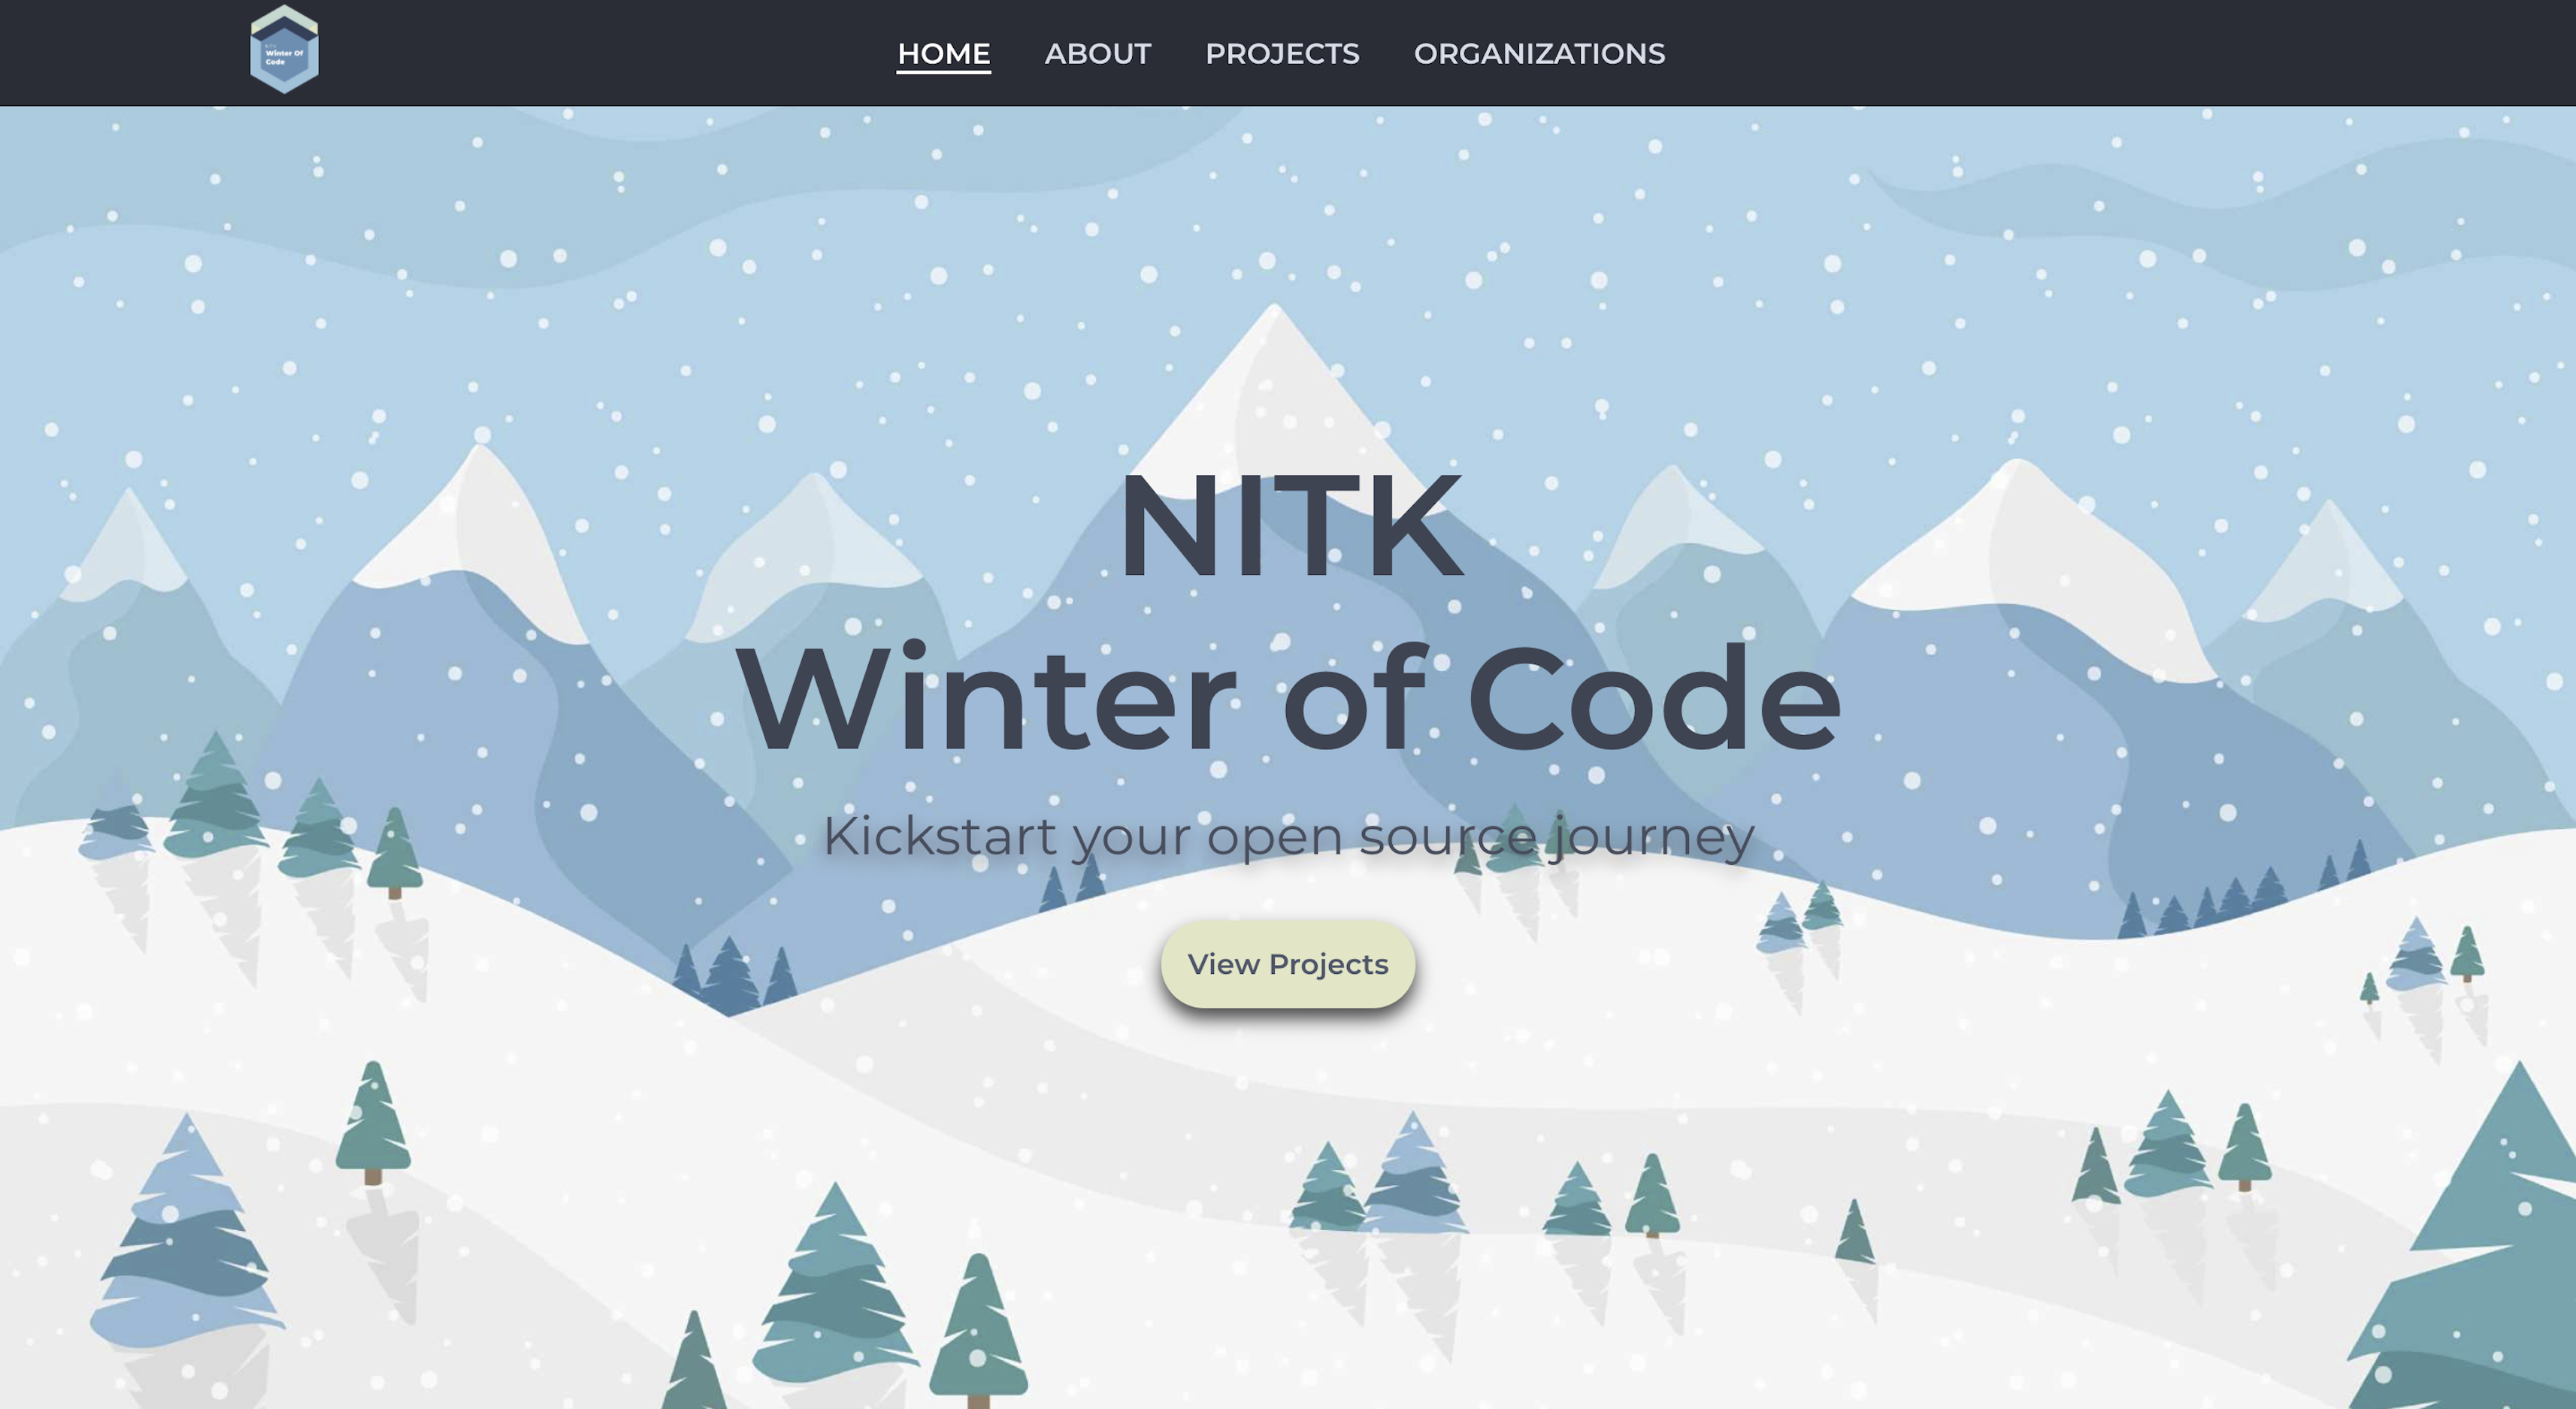 Winter Of
Code
HOME ABOUT PROJECTS ORGANIZATIONS
NITK
Winter of Code
Kickstart your open source journey
View Projects